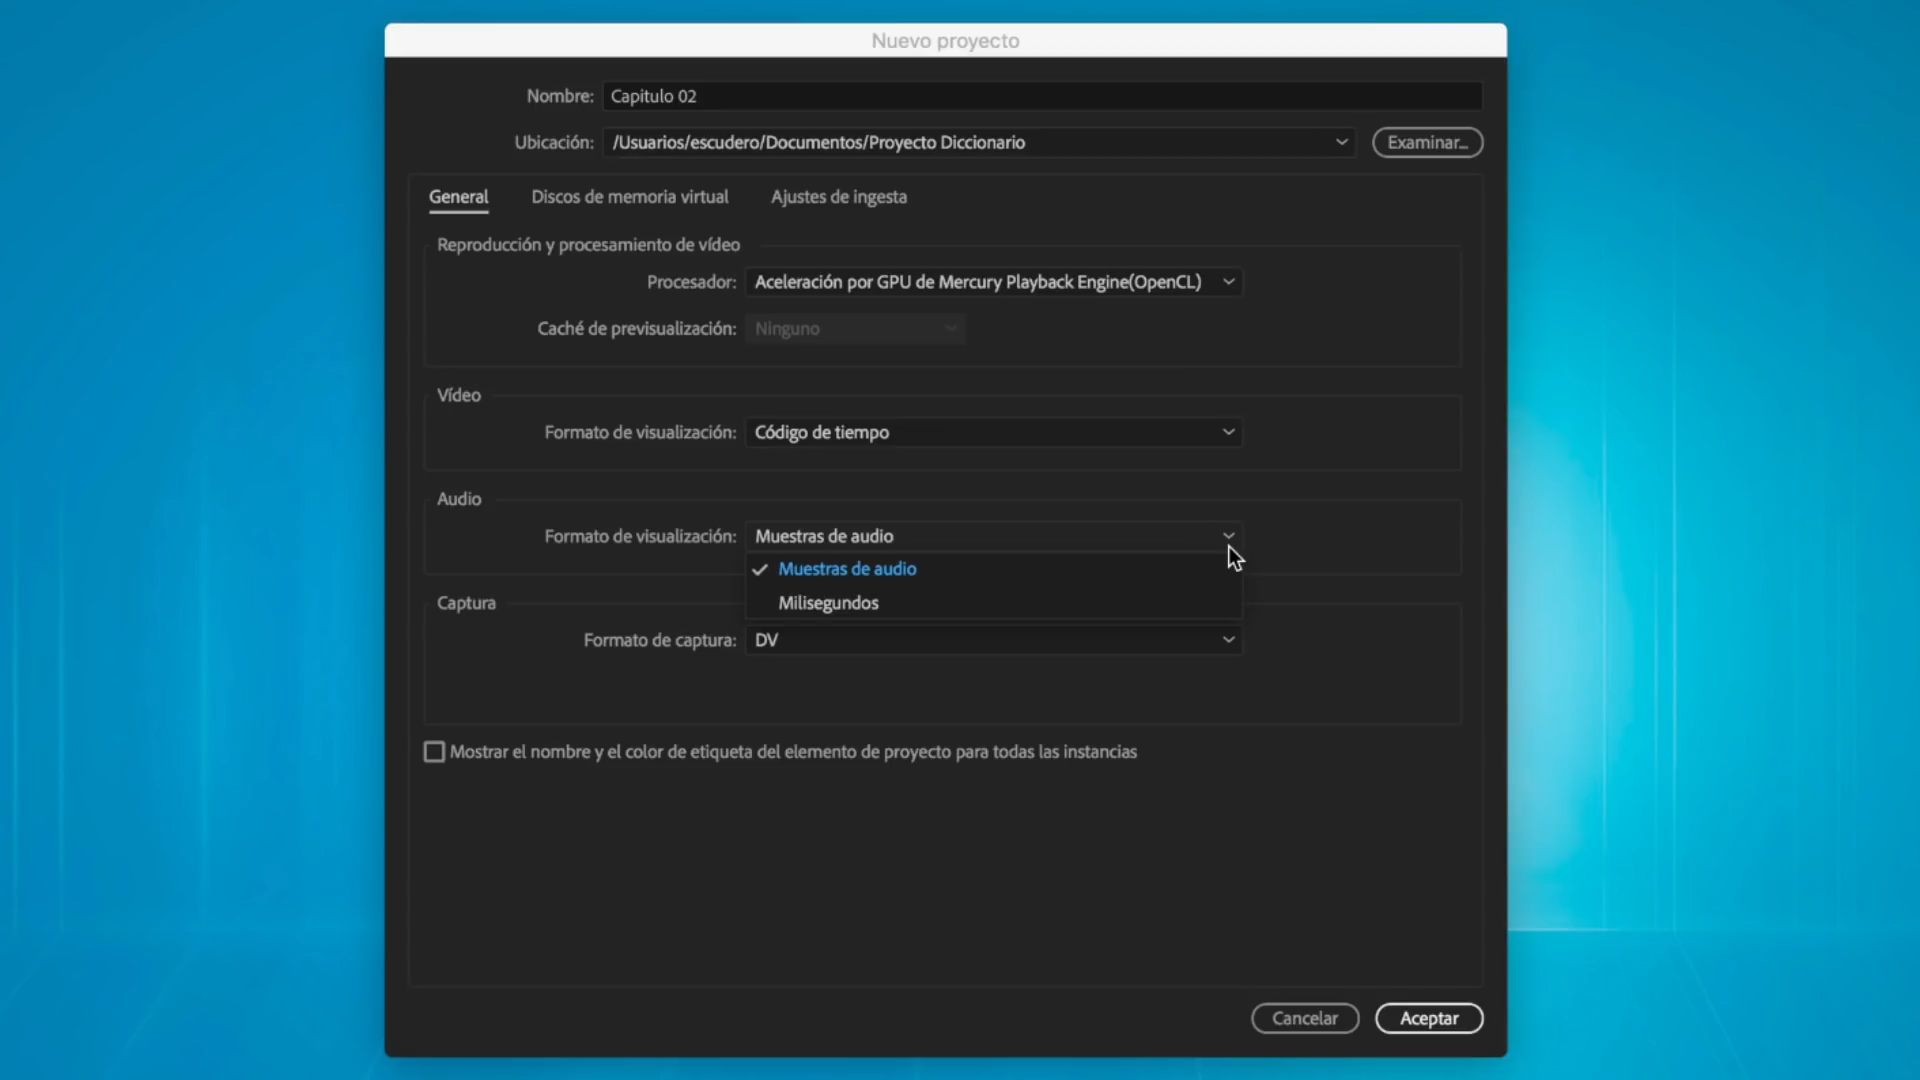 Nuevo proyecto
Nombre: Capitulo 02
Ubicación: /Usuarios/escudero/Documentos/Proyecto Diccionario Examinar...
General Discos de memoria virtual Ajustes de ingesta
Reproducción y procesamiento de vídeo
Procesador: Aceleración por GPU de Mercury Playback Engine(OpenCL)
Caché de previsualización: Ninguno
Vídeo
Formato de visualización: Código de tiempo
Audio
Formato de visualización: Muestras de audio
Muestras de audio
Milisegundos
Captura
Formato de captura: DV
Mostrar el nombre y el color de etiqueta del elemento de proyecto para todas las instancias
Cancelar Aceptar